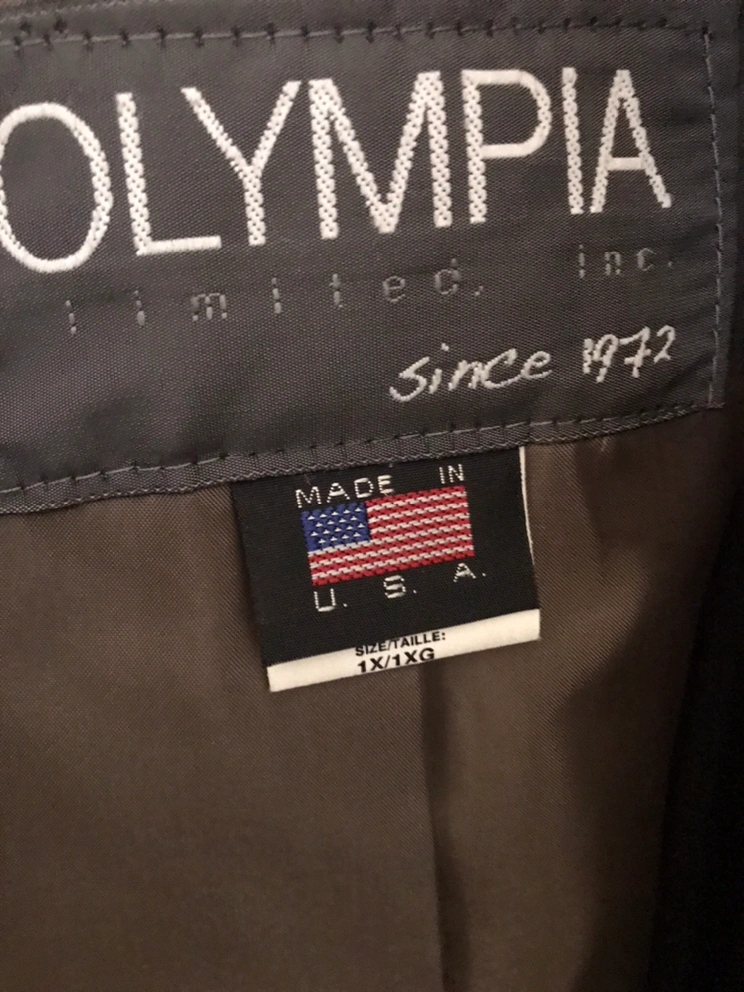 OLYMPIA
limited, inc.
since 1972
MADE IN
U. S. A.
SIZE/TAILLE:
1X/1XG